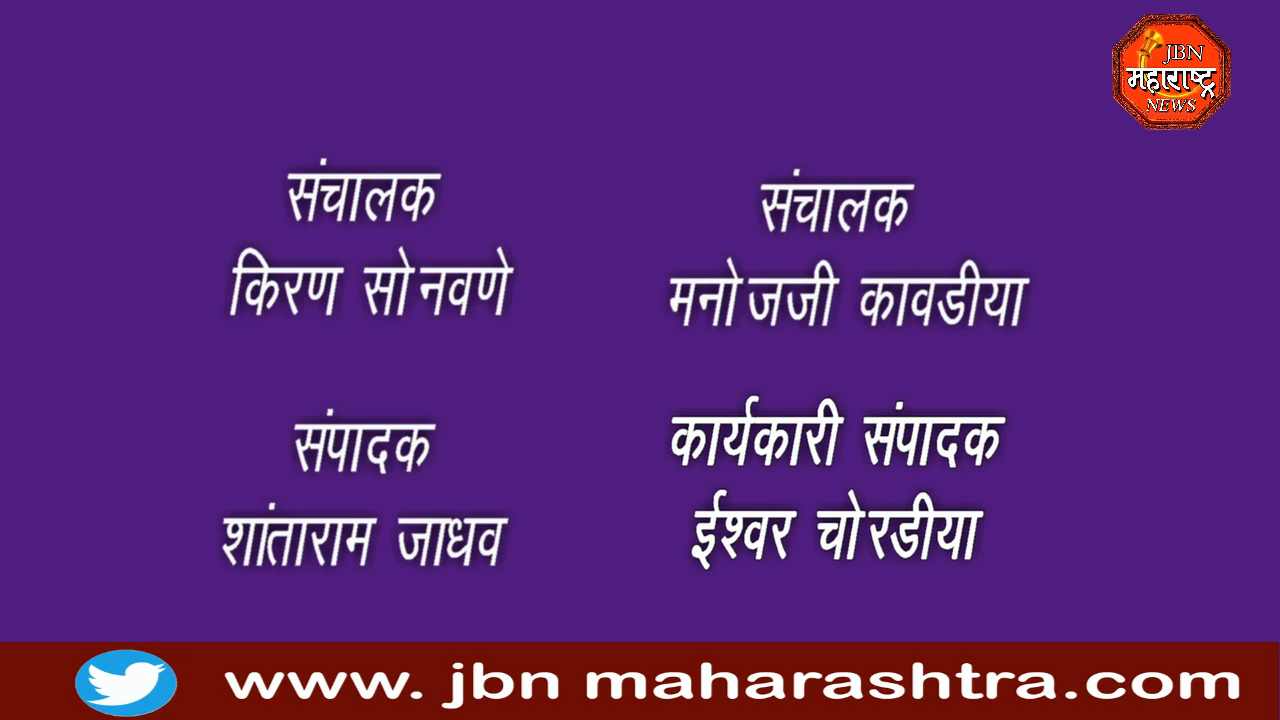 JBN
महाराष्ट्र
NEWS
संचालक
किरण सोनवणे
संचालक
मनोजजी कावडीया
संपादक
शांताराम जाधव
कार्यकारी संपादक
ईश्वर चोरडीया
www. jbn maharashtra.com